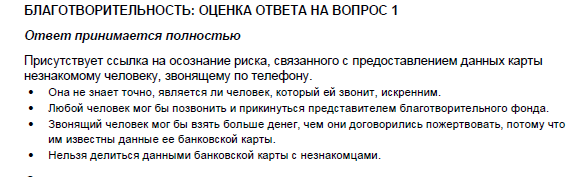 БЛАГОТВОРИТЕЛЬНОСТЬ: ОЦЕНКА ОТВЕТА НА ВОПРОС 1
Ответ принимается полностью
Присутствует ссылка на осознание риска, связанного с предоставлением данных карты
незнакомому человеку, звонящему по телефону.
• Она не знает точно, является ли человек, который ей звонит, искренним.
• Любой человек мог бы позвонить и прикинуться представителем благотворительного фонда.
• Звонящий человек мог бы взять больше денег, чем они договорились пожертвовать, потому что
им известны данные ее банковской карты.
• Нельзя делиться данными банковской карты с незнакомцами.